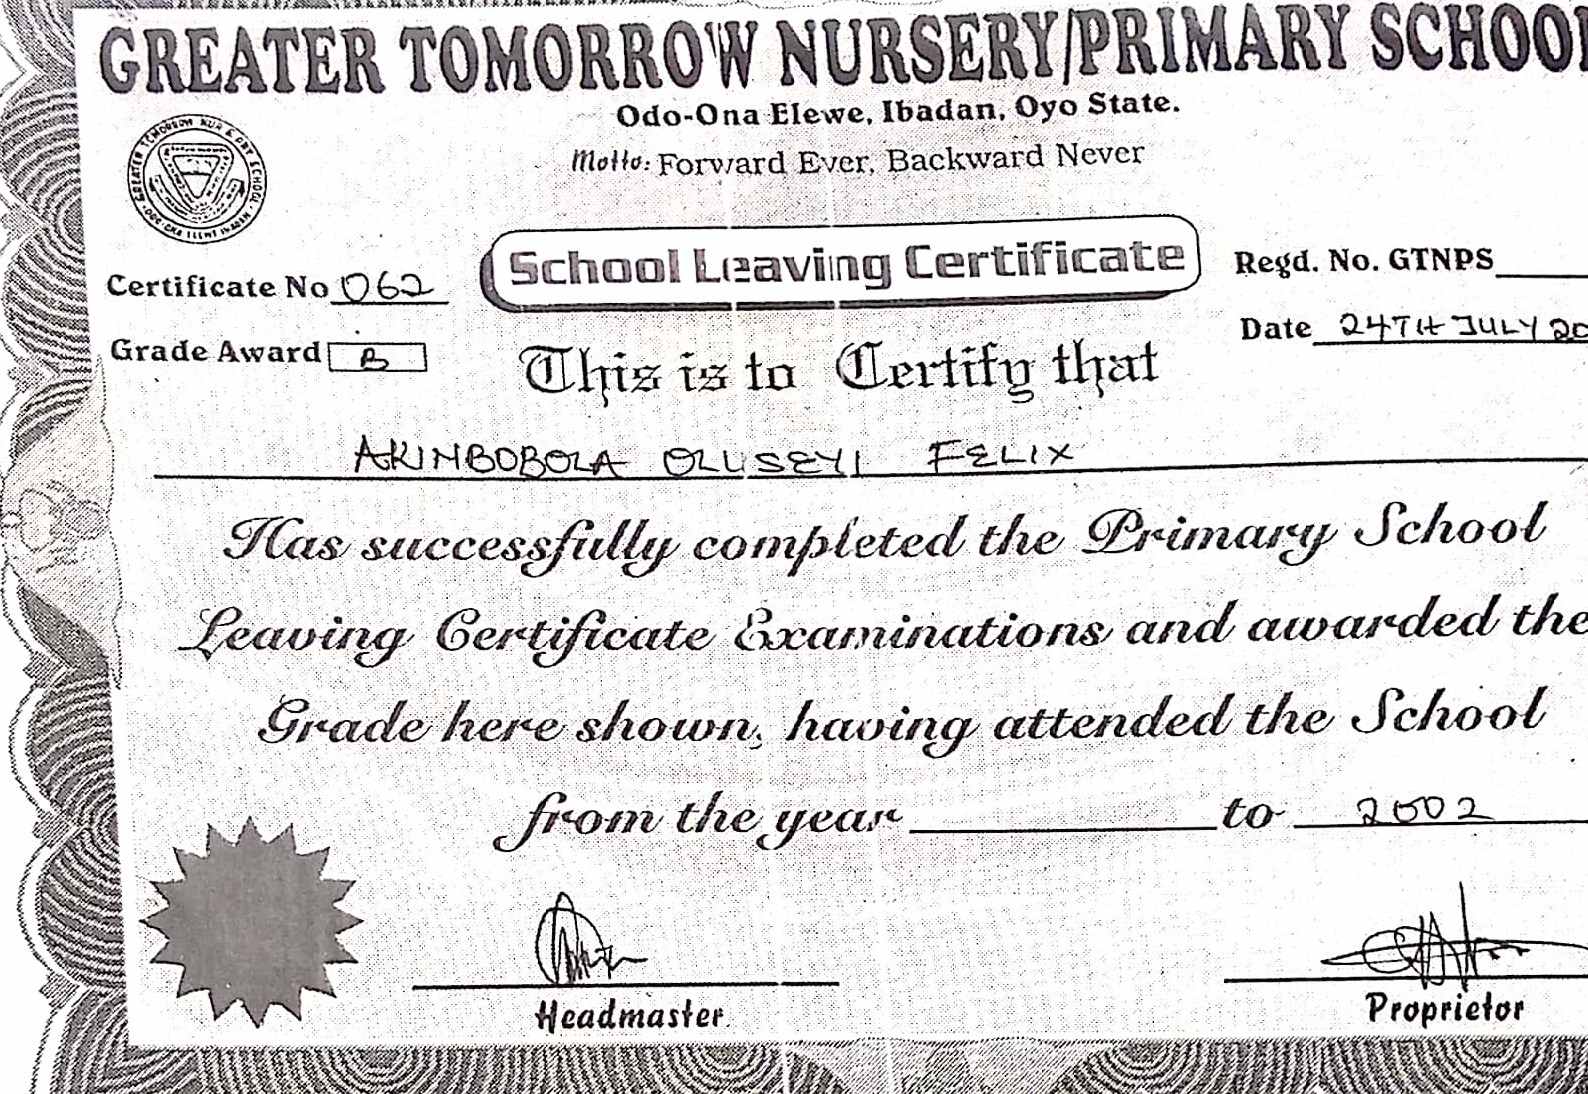 GREATER TOMORROW NURSERY/PRIMARY SCHOOL
Odo-Ona Elewe, Ibadan, Oyo State.
Motto: Forward Ever, Backward Never
School Leaving Certificate
Regd. No. GTNPS
Certificate No 062
Date 24TH JULY 20
Grade Award B
This is to Certify that
AKINBOBOLA OLUSEYI FELIX
Has successfully completed the Primary School
Leaving Certificate Examinations and awarded the
Grade here shown, having attended the School
from the year to 2002
Headmaster
Proprietor